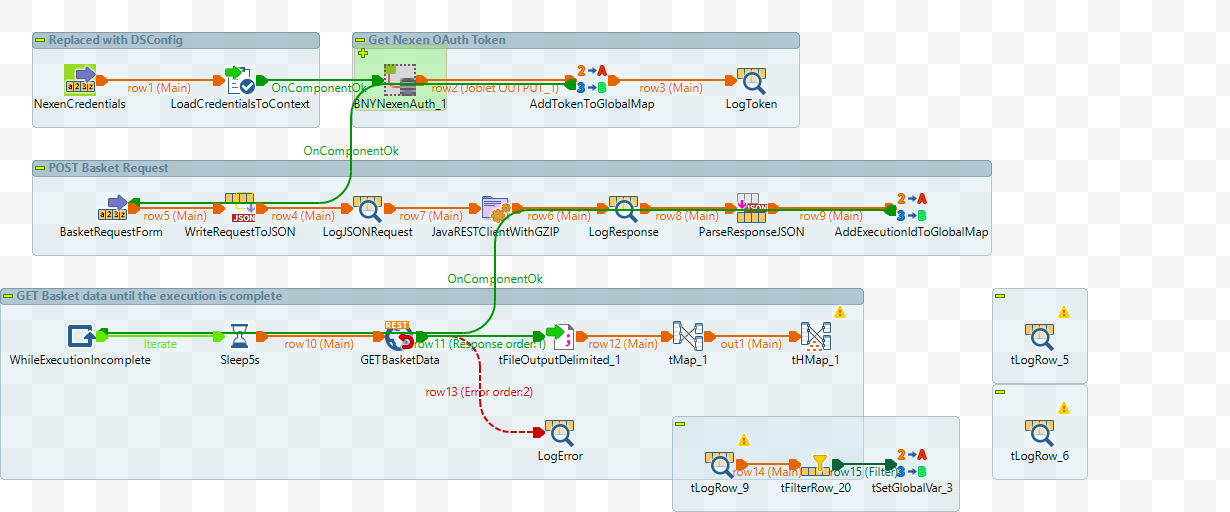 Replaced with DSConfig
Get Nexen OAuth Token
row1 (Main)
OnComponentOk
row2 (Joblet OUTPUT_1)
row3 (Main)
NexenCredentials
LoadCredentialsToContext
BNYNexenAuth_1
AddTokenToGlobalMap
LogToken
OnComponentOk
POST Basket Request
row5 (Main)
row4 (Main)
row7 (Main)
row6 (Main)
row8 (Main)
row9 (Main)
BasketRequestForm
WriteRequestToJSON
LogJSONRequest
JavaRESTClientWithGZIP
LogResponse
ParseResponseJSON
AddExecutionIdToGlobalMap
OnComponentOk
GET Basket data until the execution is complete
REST
Iterate
row10 (Main)
row11 (Response order:1)
row12 (Main)
out1 (Main)
WhileExecutionIncomplete
Sleep5s
GETBasketData
tFileOutputDelimited_1
tMap_1
tHMap_1
tLogRow_5
row13 (Error order:2)
LogError
tLogRow_6
row14 (Main)
row15 (Filter)
tLogRow_9
tFilterRow_20
tSetGlobalVar_3